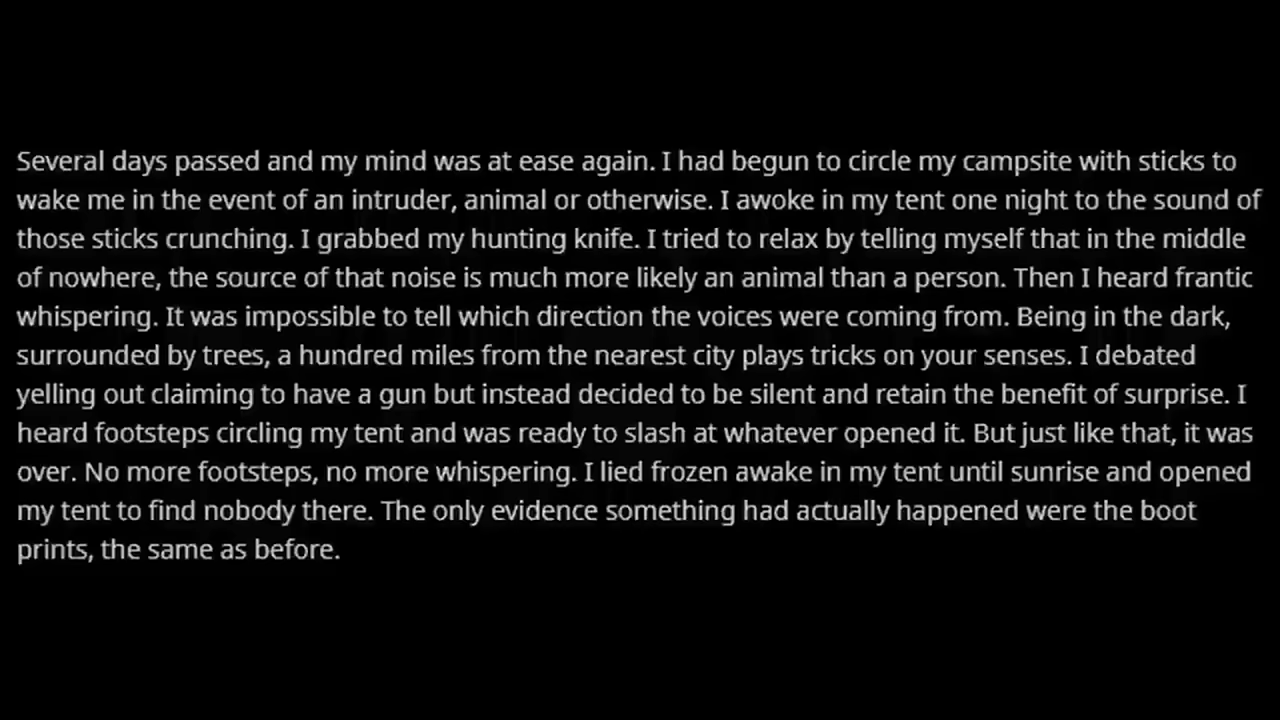 Several days passed and my mind was at ease again. I had begun to circle my campsite with sticks to
wake me in the event of an intruder, animal or otherwise. I awoke in my tent one night to the sound of
those sticks crunching. I grabbed my hunting knife. I tried to relax by telling myself that in the middle
of nowhere, the source of that noise is much more likely an animal than a person. Then I heard frantic
whispering. It was impossible to tell which direction the voices were coming from. Being in the dark,
surrounded by trees, a hundred miles from the nearest city plays tricks on your senses. I debated
yelling out claiming to have a gun but instead decided to be silent and retain the benefit of surprise. I
heard footsteps circling my tent and was ready to slash at whatever opened it. But just like that, it was
over. No more footsteps, no more whispering. I lied frozen awake in my tent until sunrise and opened
my tent to find nobody there. The only evidence something had actually happened were the boot
prints, the same as before.